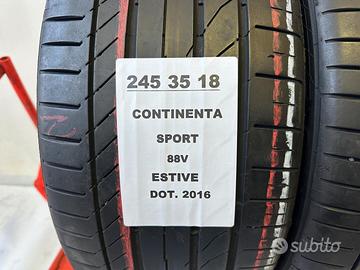 245 35 18
CONTINENTA
SPORT
88V
ESTIVE
DOT. 2016
subito